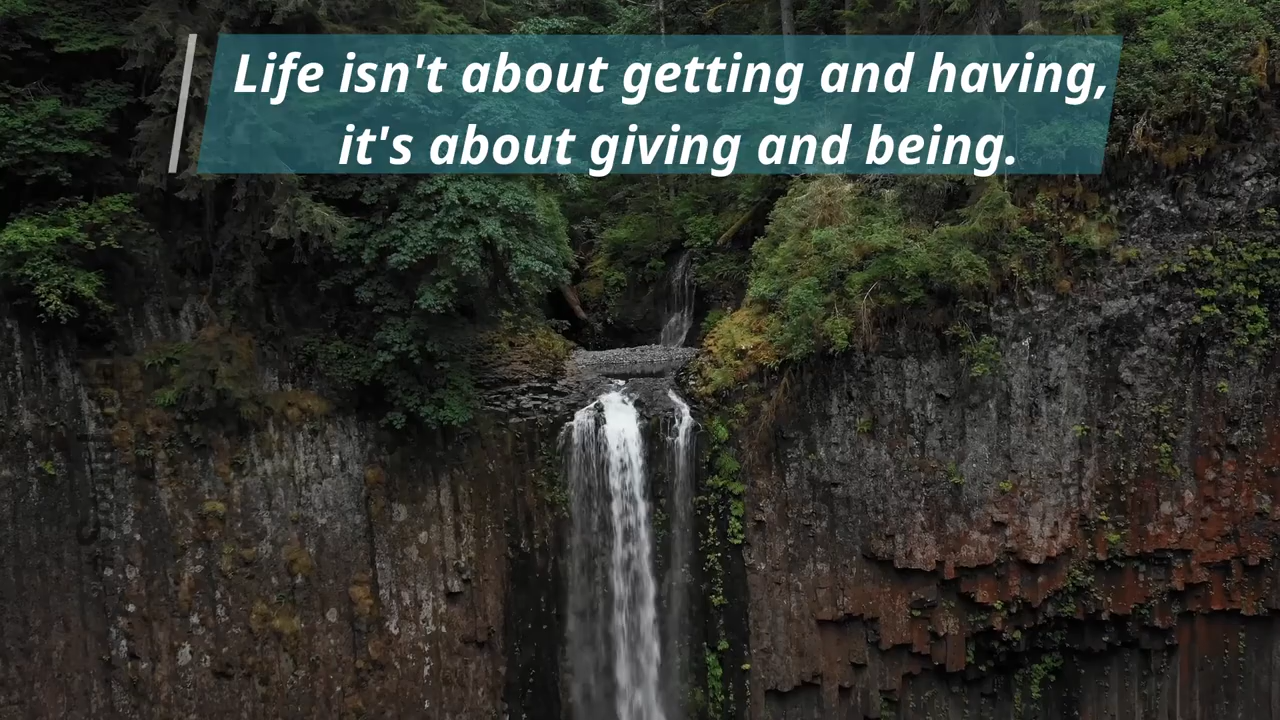 Life isn't about getting and having,
it's about giving and being.